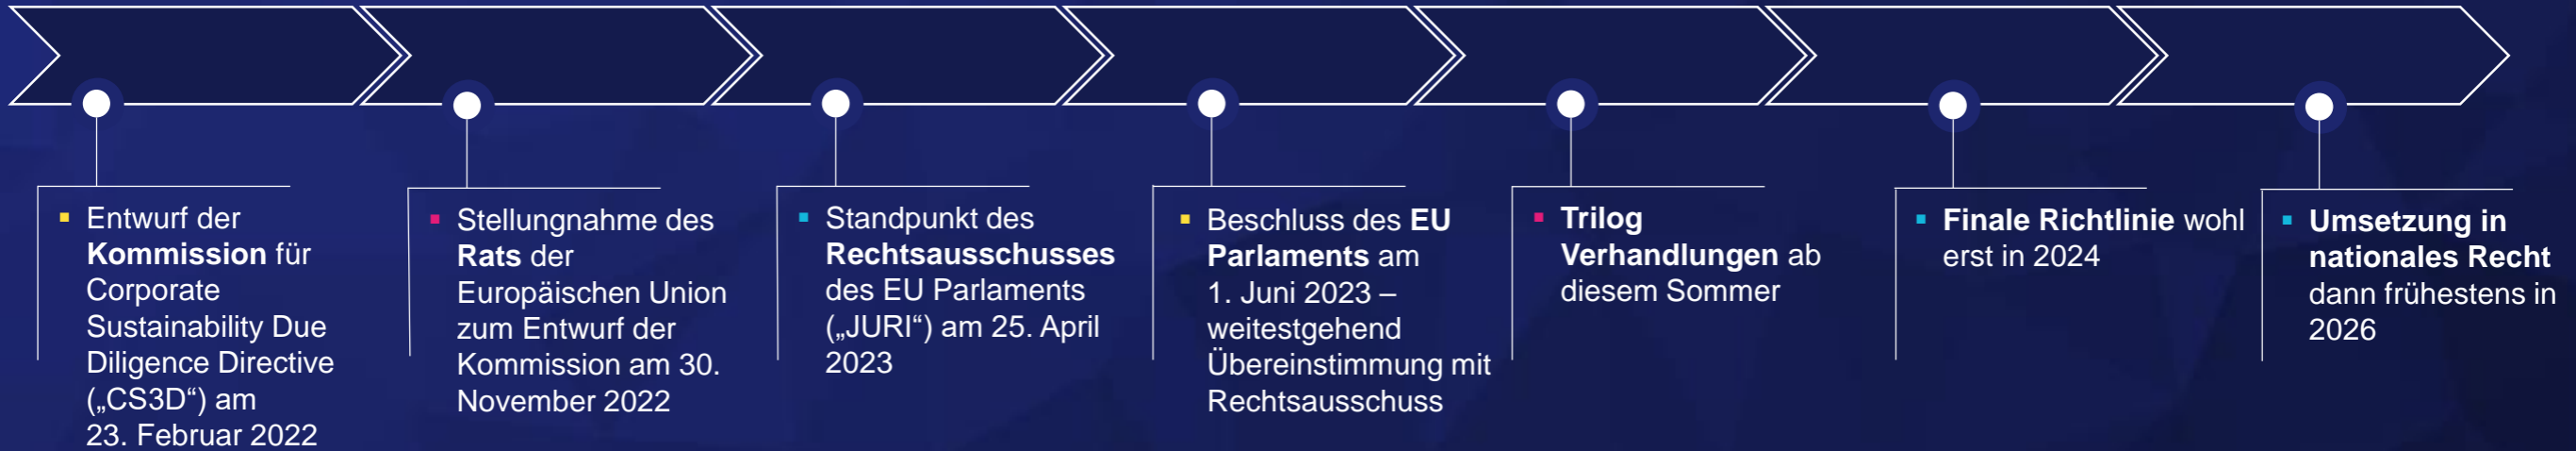 Entwurf der
Kommission für
Corporate
Sustainability Due
Diligence Directive
(„CS3D“) am
23. Februar 2022
Stellungnahme des
Rats der
Europäischen Union
zum Entwurf der
Kommission am 30.
November 2022
Standpunkt des
Rechtsausschusses
des EU Parlaments
(„JURI“) am 25. April
2023
Beschluss des EU
Parlaments am
1. Juni 2023 –
weitestgehend
Übereinstimmung mit
Rechtsausschuss
Trilog
Verhandlungen ab
diesem Sommer
Finale Richtlinie wohl
erst in 2024
Umsetzung in
nationales Recht
dann frühestens in
2026